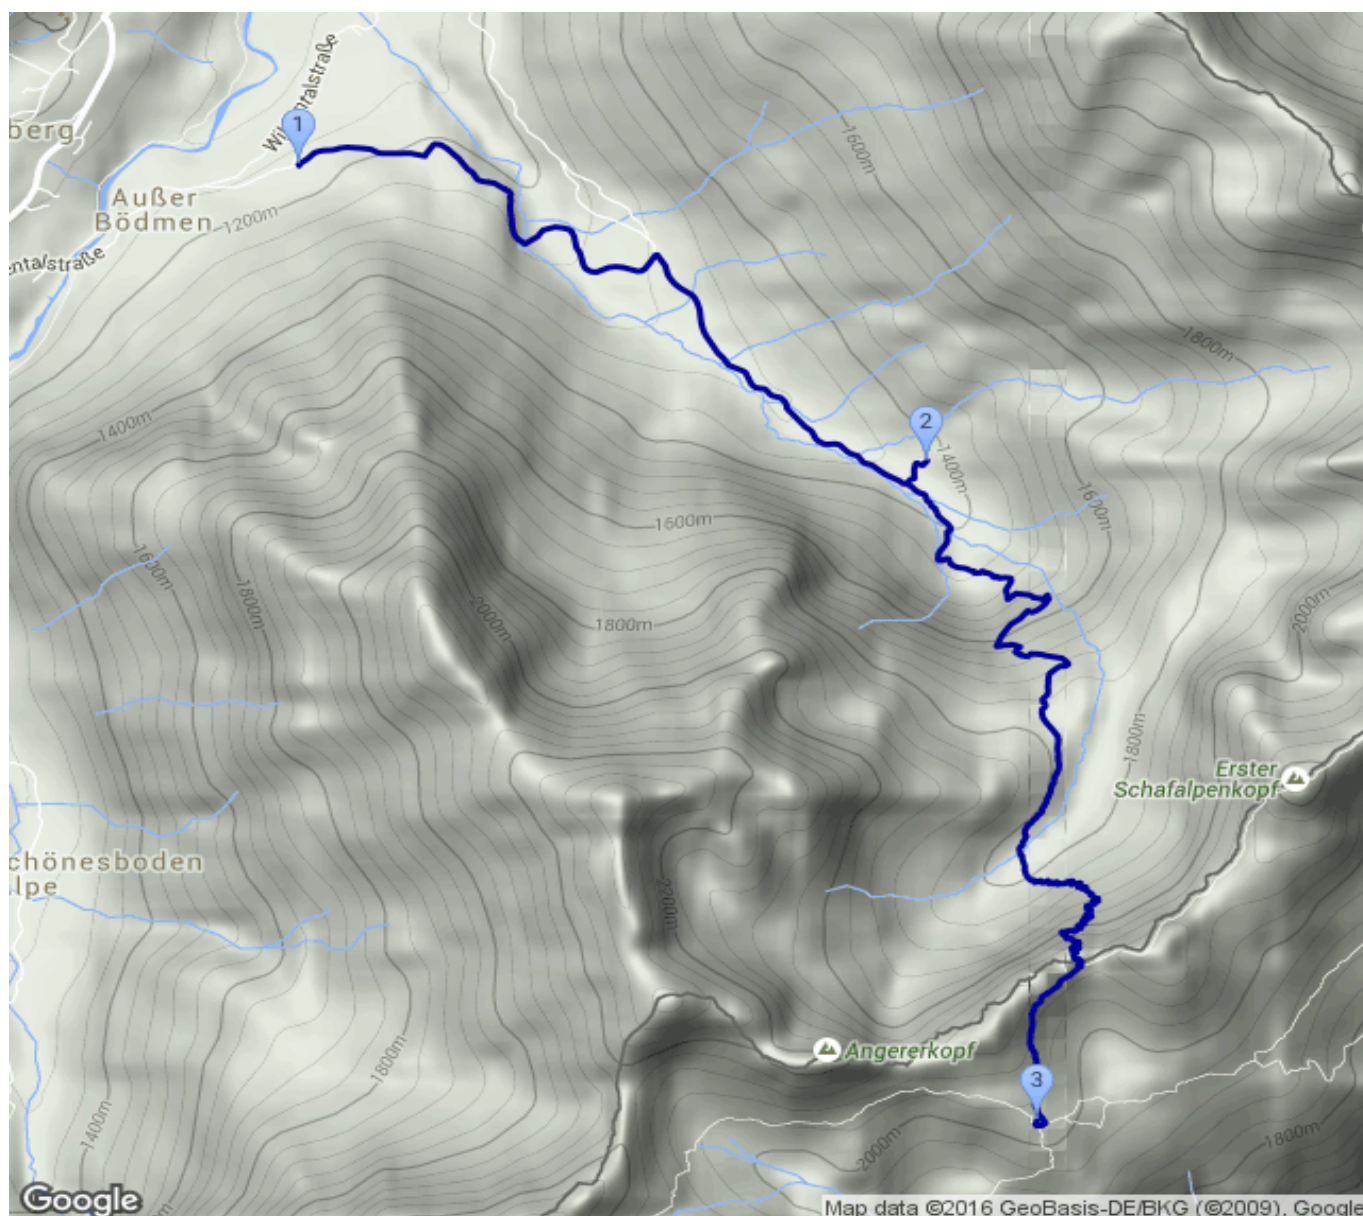 berg
Wil
ntalstraße
1
Außer
Bödmen
1200m
entalstraße
1600m
1800m
1400m
2
1400m
1600m
1600m
1600m
1800m
2000m
1800m
2000m
1800m
Erster
Schafalpenkopf
chönesboden
lpe
2200m
Angererkopf
1800m
3
1400m
2000m
1800m
Google
Map data ©2016 GeoBasis-DE/BKG (©2009), Google